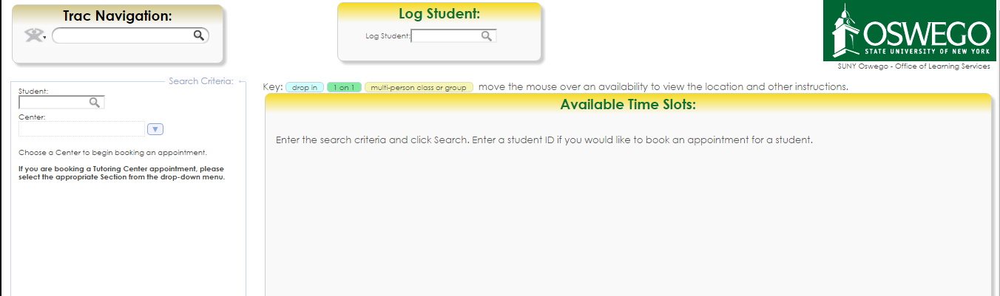 Trac Navigation:
Log Student:
Log Student:
OSWEGO
STATE UNIVERSITY OF NEW YORK
SUNY Oswego - Office of Learning Services
Search Criteria: ←
Student:
Center:
Choose a Center to begin booking an appointment.
If you are booking a Tutoring Center appointment, please
select the appropriate Section from the drop-down menu.
Key: drop in 1 on 1 multi-person class or group move the mouse over an availability to view the location and other instructions.
Available Time Slots:
Enter the search criteria and click Search. Enter a student ID if you would like to book an appointment for a student.